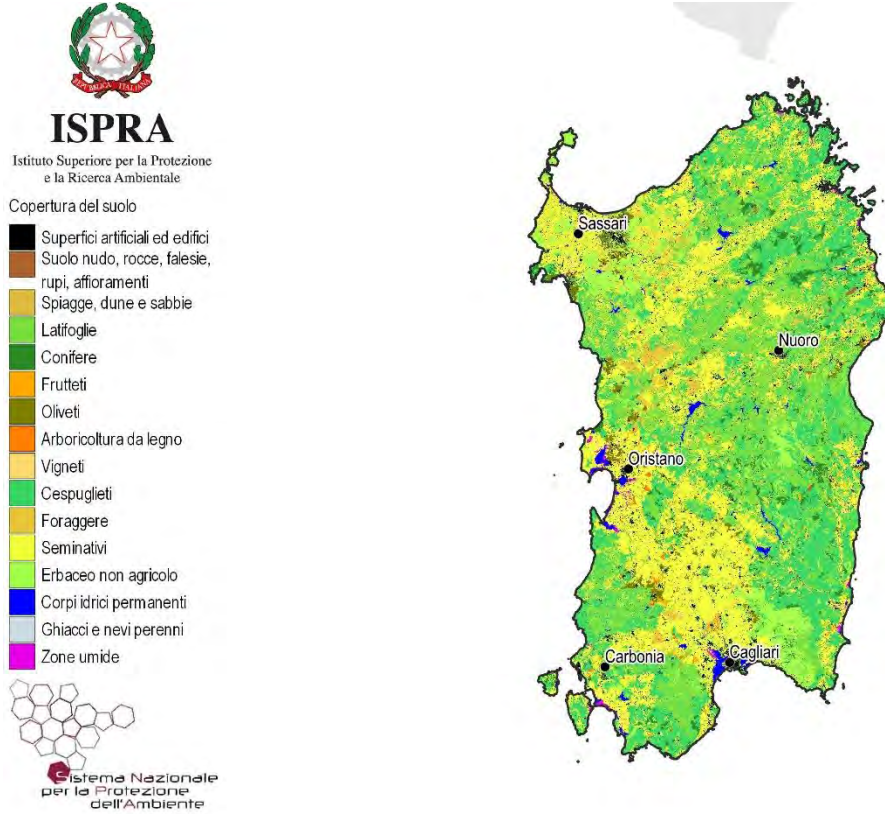 REPVBBLICA ITALIANA
ISPRA
Istituto Superiore per la Protezione
e la Ricerca Ambientale
Copertura del suolo
Superfici artificiali ed edifici
Suolo nudo, rocce, falesie,
rupi, affioramenti
Spiagge, dune e sabbie
Latifoglie
Conifere
Frutteti
Oliveti
Arboricoltura da legno
Vigneti
Cespuglieti
Foraggere
Seminativi
Erbaceo non agricolo
Corpi idrici permanenti
Ghiacci e nevi perenni
Zone umide
Sistema Nazionale
per la Protezione
dell'Ambiente
Sassari
Nuoro
Oristano
Carbonia
Cagliari